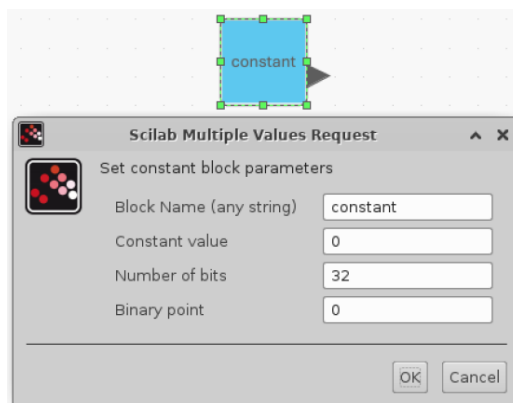 constant
Scilab Multiple Values Request
Set constant block parameters
Block Name (any string) constant
Constant value 0
Number of bits 32
Binary point 0
OK Cancel